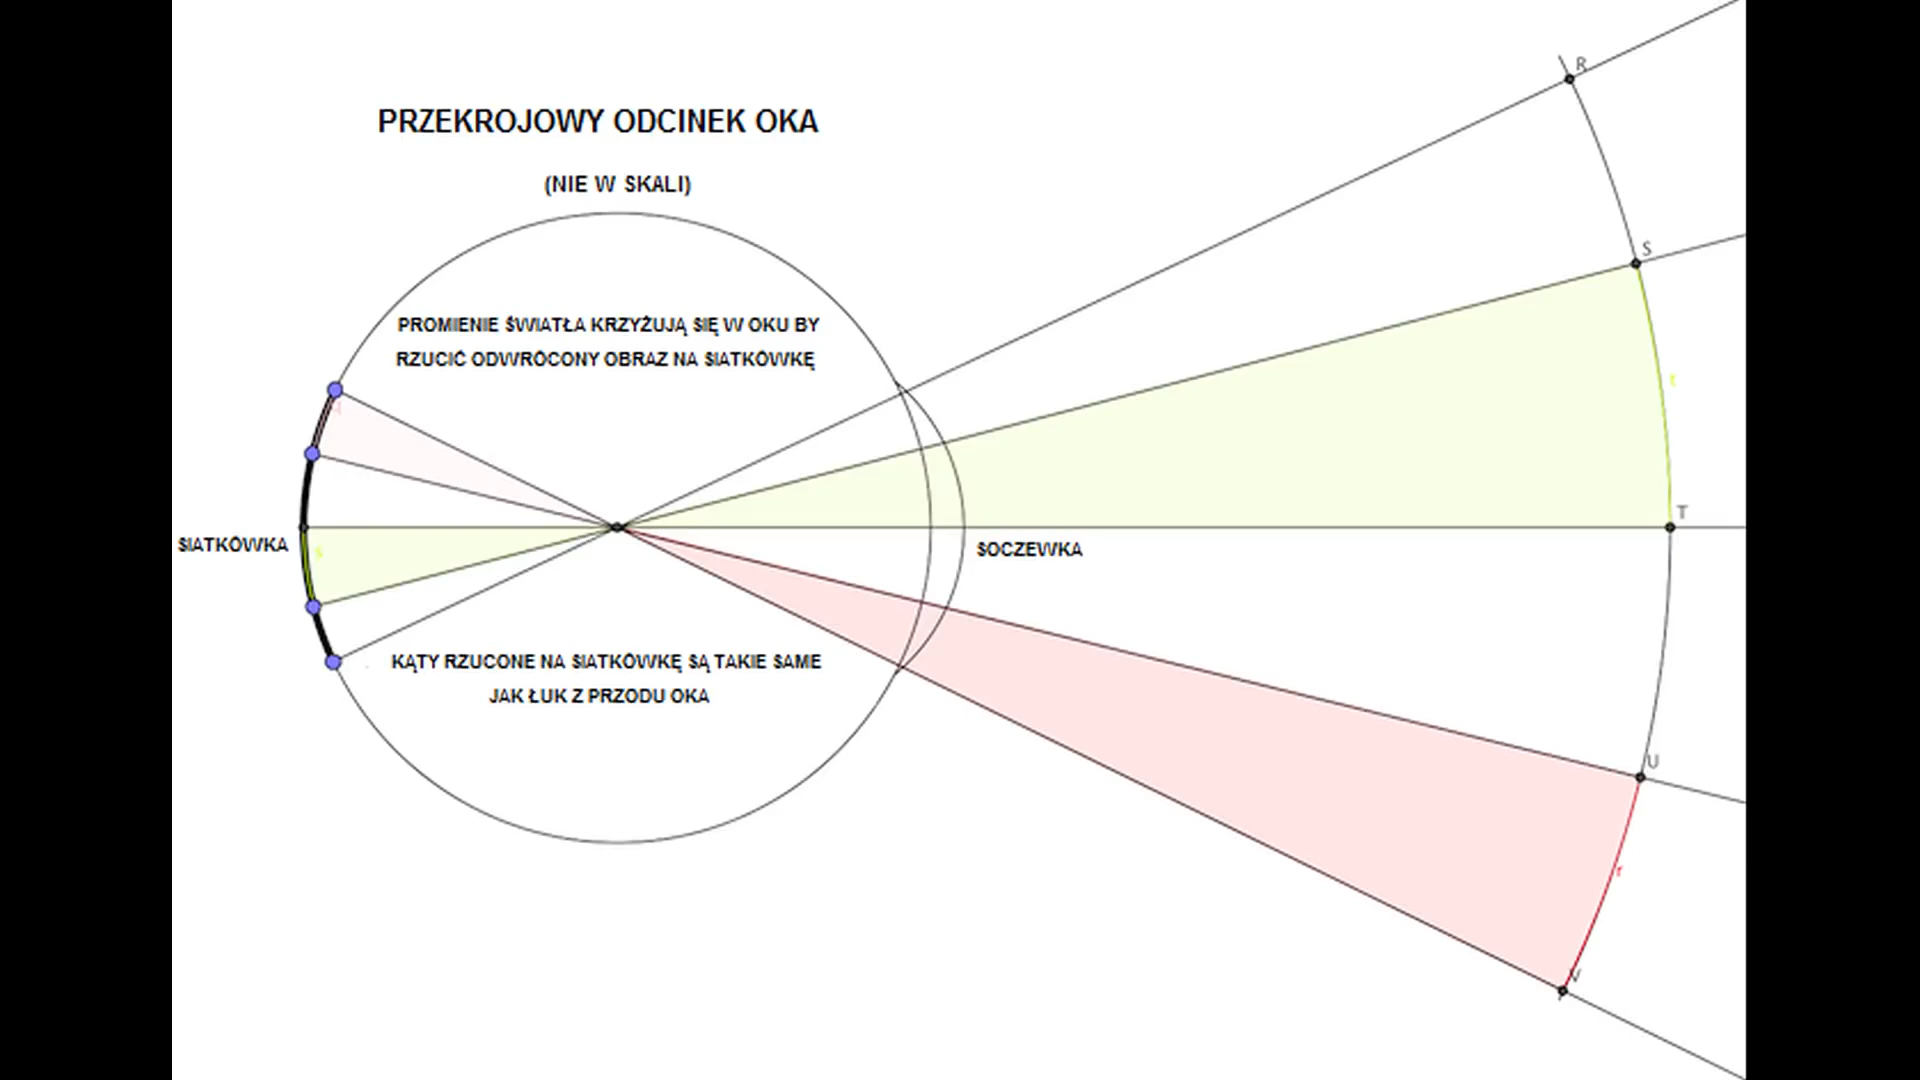 PRZEKROJOWY ODCINEK OKA
(NIE W SKALI)
PROMIENIE ŚWIATŁA KRZYŻUJĄ SIĘ W OKU BY
RZUCIĆ ODWRÓCONY OBRAZ NA SIATKÓWKĘ
SIATKÓWKA
SOCZEWKA
KĄTY RZUCONE NA SIATKÓWKĘ SĄ TAKIE SAME
JAK ŁUK Z PRZODU OKA
R
S
t
T
U
r
V
s